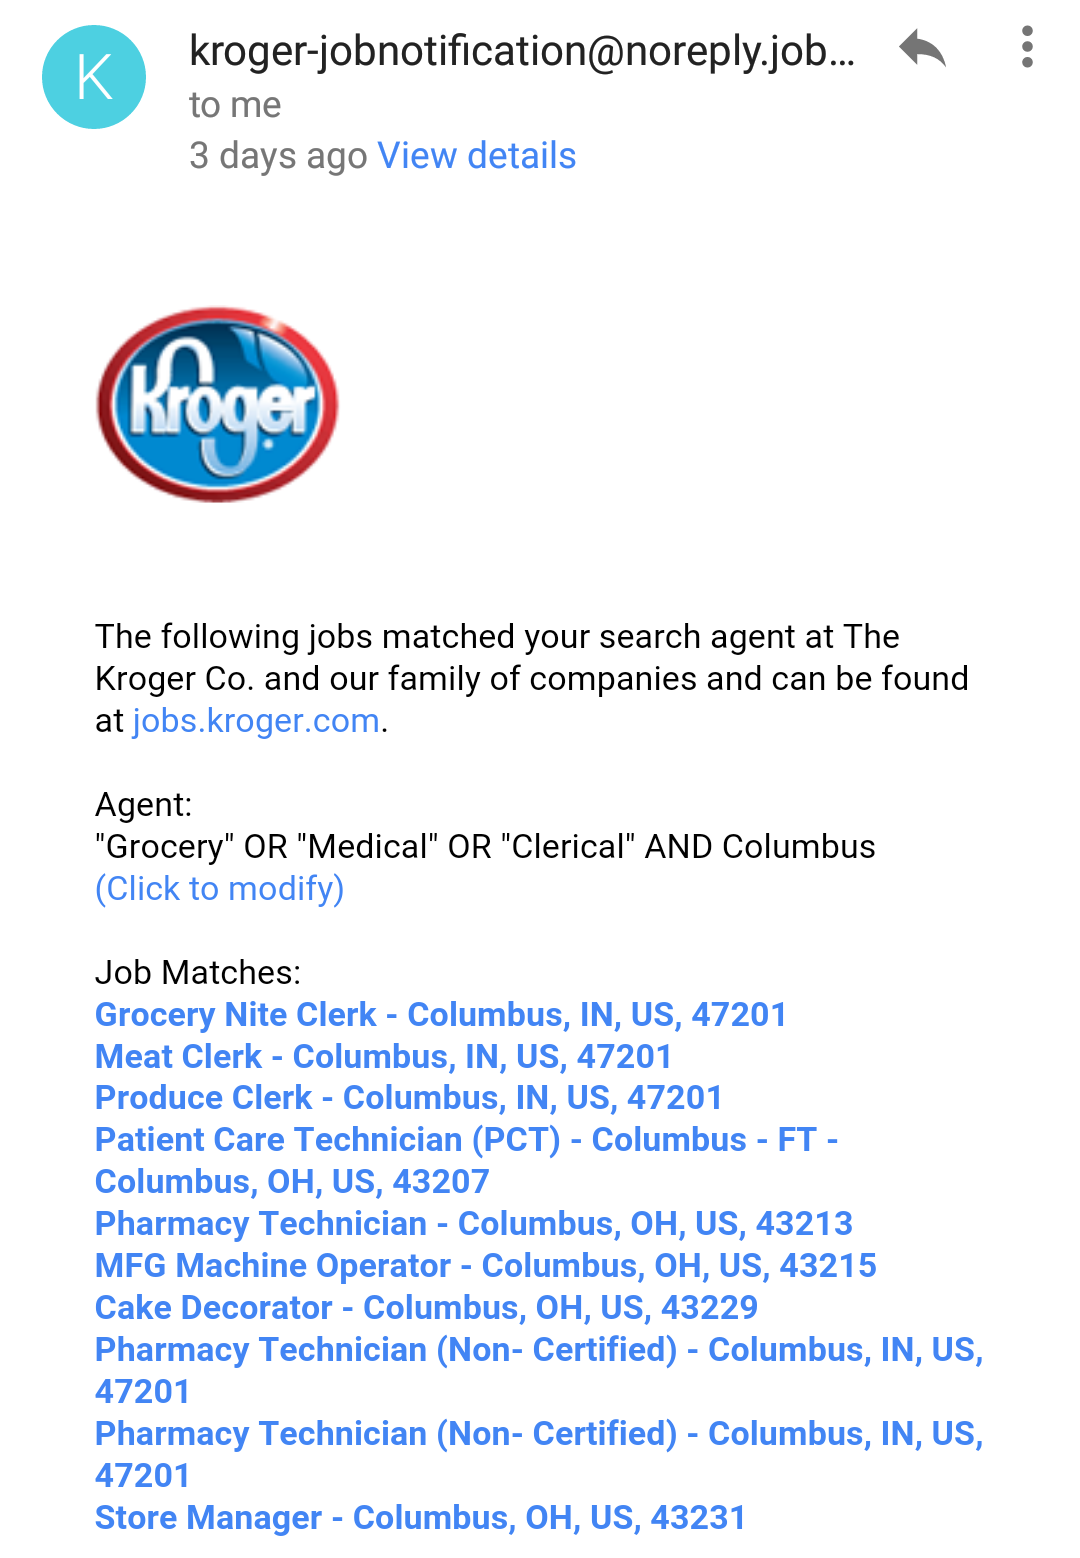 K
kroger-jobnotification@noreply.job...
to me
3 days ago View details
Kroger
The following jobs matched your search agent at The
Kroger Co. and our family of companies and can be found
at jobs.kroger.com.
Agent:
"Grocery" OR "Medical" OR "Clerical" AND Columbus
(Click to modify)
Job Matches:
Grocery Nite Clerk - Columbus, IN, US, 47201
Meat Clerk - Columbus, IN, US, 47201
Produce Clerk - Columbus, IN, US, 47201
Patient Care Technician (PCT) - Columbus - FT -
Columbus, OH, US, 43207
Pharmacy Technician - Columbus, OH, US, 43213
MFG Machine Operator - Columbus, OH, US, 43215
Cake Decorator - Columbus, OH, US, 43229
Pharmacy Technician (Non- Certified) - Columbus, IN, US,
47201
Pharmacy Technician (Non- Certified) - Columbus, IN, US,
47201
Store Manager - Columbus, OH, US, 43231